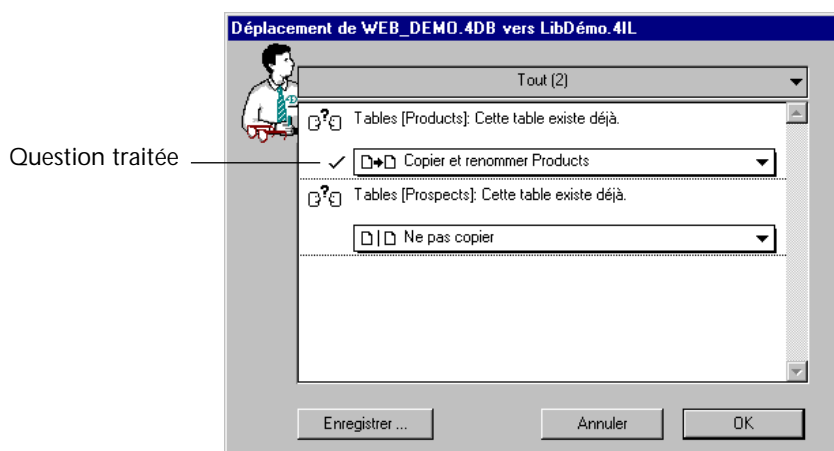 Déplacement de WEB_DEMO.4DB vers LibDémo.4IL
Tout (2)
Tables [Products]: Cette table existe déjà.
Question traitée
Copier et renommer Products
Tables [Prospects]: Cette table existe déjà.
Ne pas copier
Enregistrer ...
Annuler
OK